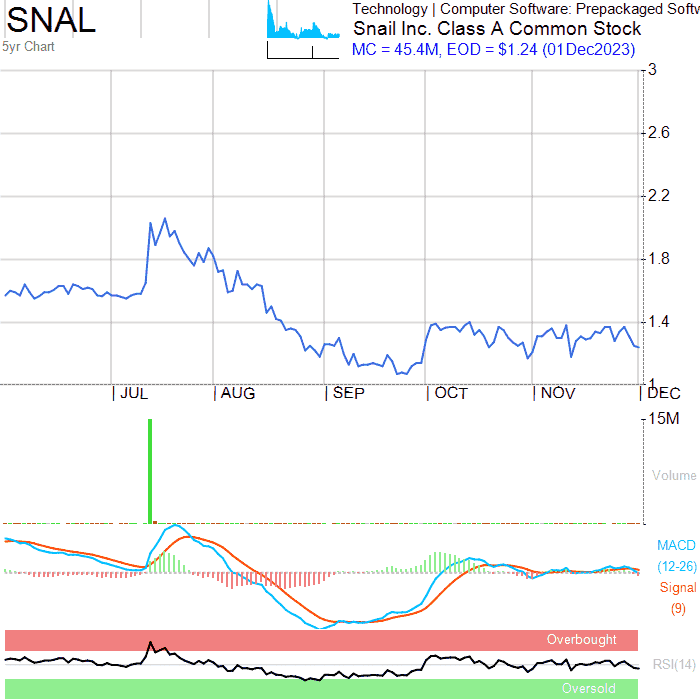 SNAL
5yr Chart
Technology | Computer Software: Prepackaged Softw
Snail Inc. Class A Common Stock
MC = 45.4M, EOD = $1.24 (01Dec2023)
3
2.6
2.2
1.8
1.4
1
| JUL | AUG | SEP | OCT | NOV | DEC
15M
Volume
MACD
(12-26)
Signal
(9)
Overbought
RSI(14)
Oversold